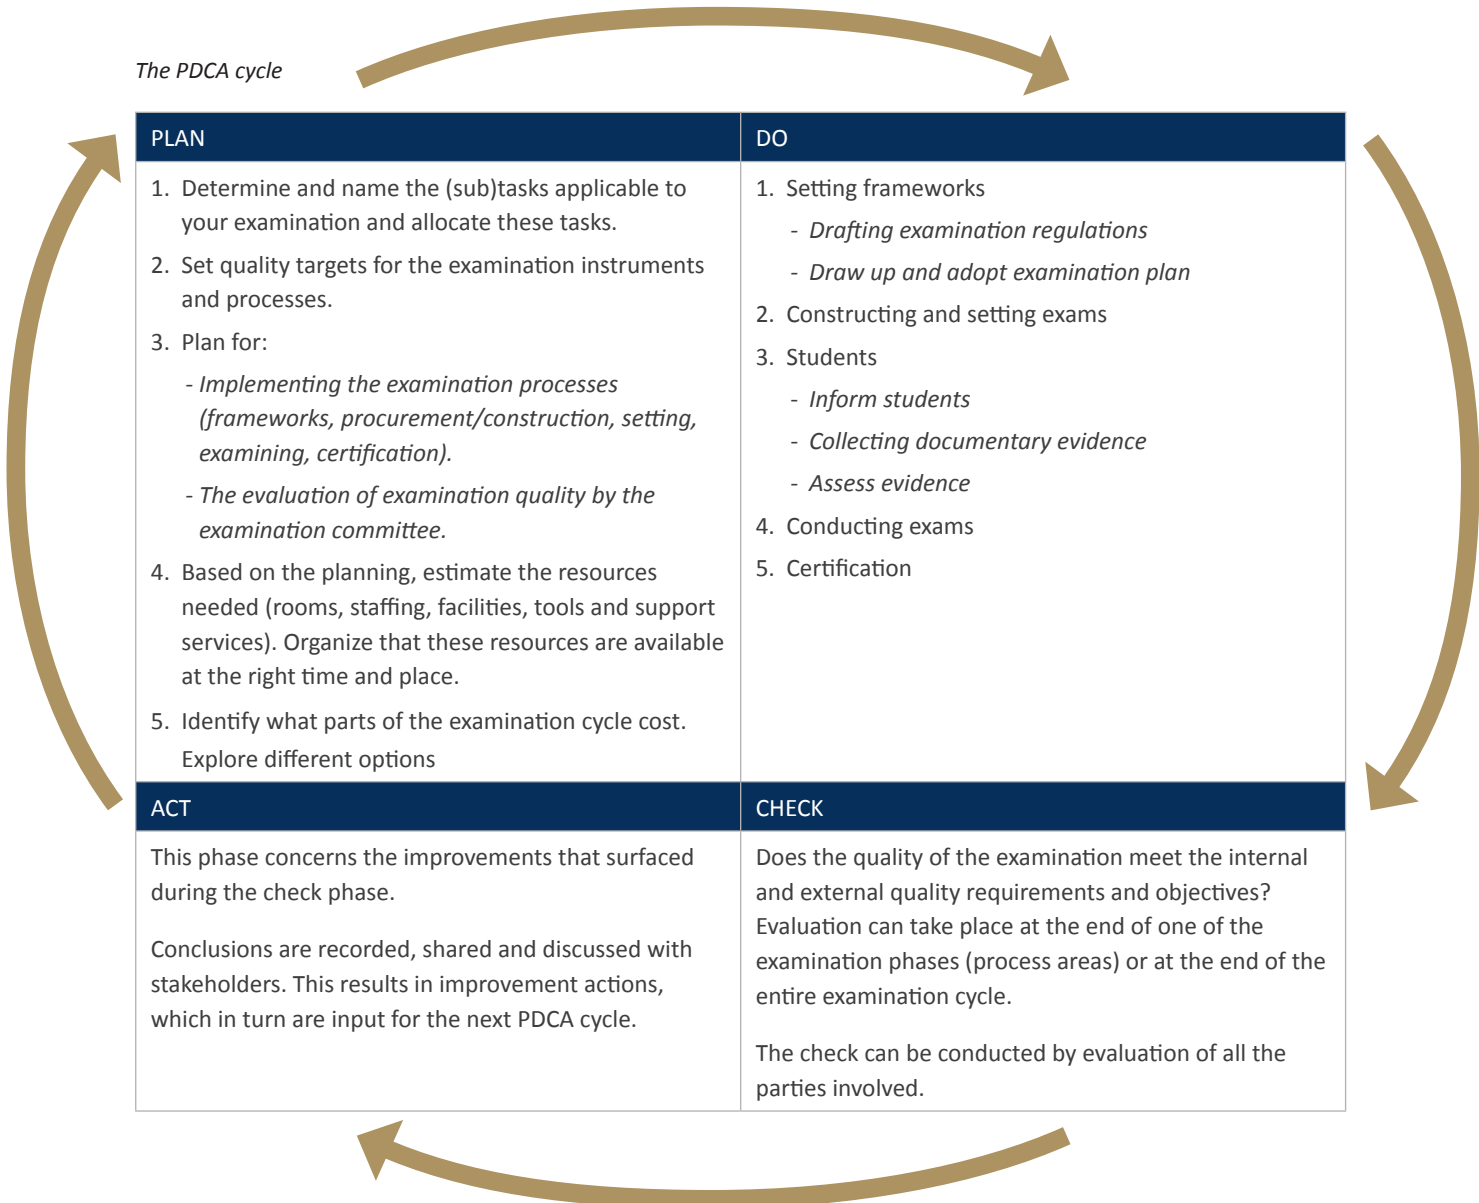 The PDCA cycle
PLAN
1. Determine and name the (sub)tasks applicable to
your examination and allocate these tasks.
2. Set quality targets for the examination instruments
and processes.
3. Plan for:
- Implementing the examination processes
(frameworks, procurement/construction, setting,
examining, certification).
- The evaluation of examination quality by the
examination committee.
4. Based on the planning, estimate the resources
needed (rooms, staffing, facilities, tools and support
services). Organize that these resources are available
at the right time and place.
5. Identify what parts of the examination cycle cost.
Explore different options
DO
1. Setting frameworks
- Drafting examination regulations
- Draw up and adopt examination plan
2. Constructing and setting exams
3. Students
- Inform students
- Collecting documentary evidence
- Assess evidence
4. Conducting exams
5. Certification
ACT
This phase concerns the improvements that surfaced
during the check phase.
Conclusions are recorded, shared and discussed with
stakeholders. This results in improvement actions,
which in turn are input for the next PDCA cycle.
CHECK
Does the quality of the examination meet the internal
and external quality requirements and objectives?
Evaluation can take place at the end of one of the
examination phases (process areas) or at the end of the
entire examination cycle.
The check can be conducted by evaluation of all the
parties involved.